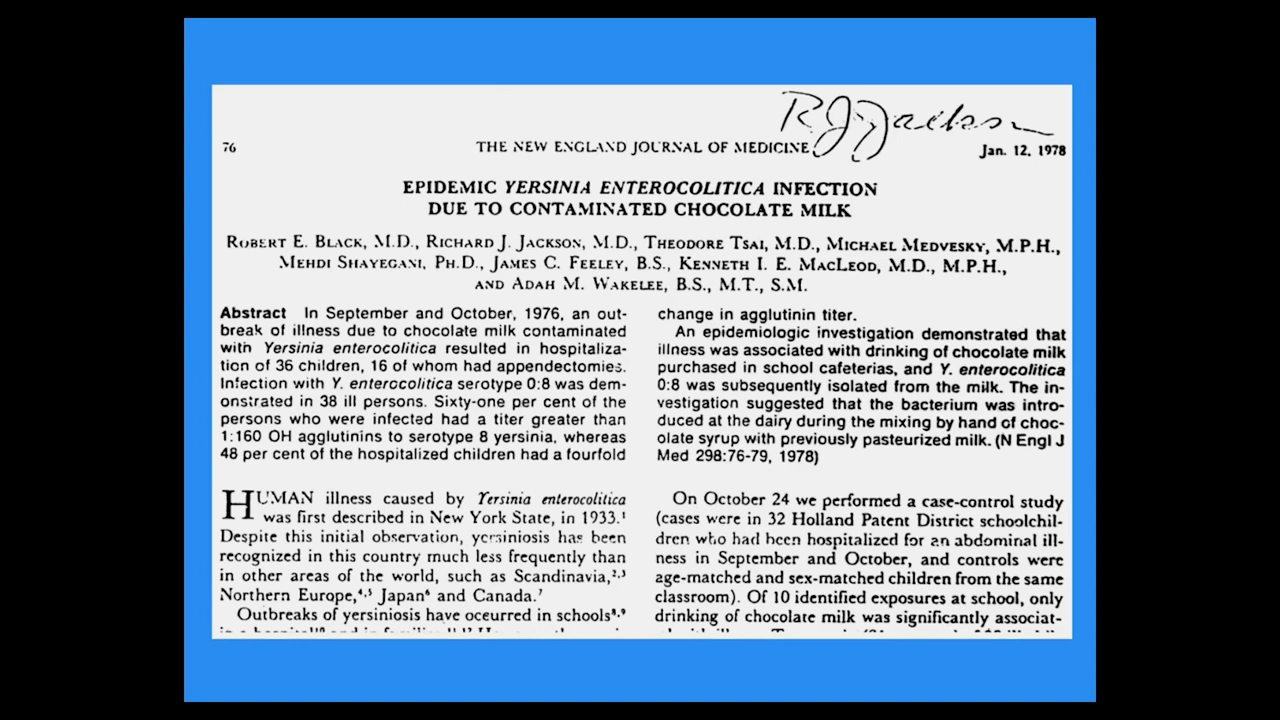 R J Jackson
76
THE NEW ENGLAND JOURNAL OF MEDICINE
Jan. 12, 1978
EPIDEMIC YERSINIA ENTEROCOLITICA INFECTION
DUE TO CONTAMINATED CHOCOLATE MILK
ROBERT E. BLACK, M.D., RICHARD J. JACKSON, M.D., THEODORE TSAI, M.D., MICHAEL MEDVESKY, M.P.H.,
MEHDI SHAYEGANI, PH.D., JAMES C. FEELEY, B.S., KENNETH I. E. MACLEOD, M.D., M.P.H.,
AND ADAH M. WAKELEE, B.S., M.T., S.M.
Abstract In September and October, 1976, an out-
break of illness due to chocolate milk contaminated
with Yersinia enterocolitica resulted in hospitaliza-
tion of 36 children, 16 of whom had appendectomies.
Infection with Y. enterocolitica serotype 0:8 was dem-
onstrated in 38 ill persons. Sixty-one per cent of the
persons who were infected had a titer greater than
1:160 OH agglutinins to serotype 8 yersinia, whereas
48 per cent of the hospitalized children had a fourfold
change in agglutinin titer.
An epidemiologic investigation demonstrated that
illness was associated with drinking of chocolate milk
purchased in school cafeterias, and Y. enterocolitica
0:8 was subsequently isolated from the milk. The in-
vestigation suggested that the bacterium was intro-
duced at the dairy during the mixing by hand of choc-
olate syrup with previously pasteurized milk. (N Engl J
Med 298:76-79, 1978)
HUMAN illness caused by Yersinia enterocolitica
was first described in New York State, in 1933.¹
Despite this initial observation, yersiniosis has been
recognized in this country much less frequently than
in other areas of the world, such as Scandinavia,²,³
Northern Europe,⁴,⁵ Japan⁶ and Canada.⁷
Outbreaks of yersiniosis have occurred in schools⁸,⁹
On October 24 we performed a case-control study
(cases were in 32 Holland Patent District schoolchil-
dren who had been hospitalized for an abdominal ill-
ness in September and October, and controls were
age-matched and sex-matched children from the same
classroom). Of 10 identified exposures at school, only
drinking of chocolate milk was significantly associat-